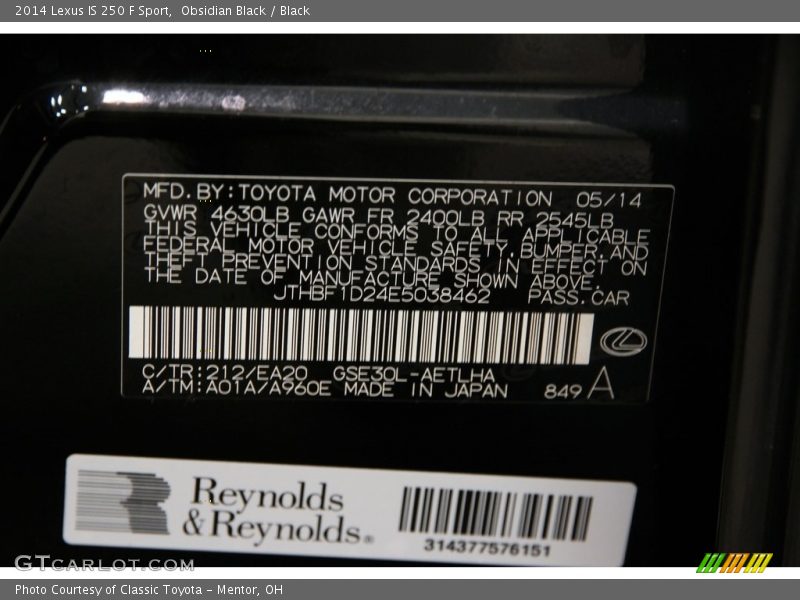 2014 Lexus IS 250 F Sport,  Obsidian Black / Black
MFD. BY: TOYOTA MOTOR CORPORATION 05/14
GVWR 4630LB GAWR FR 2400LB RR 2545LB
THIS VEHICLE CONFORMS TO ALL APPLICABLE
FEDERAL MOTOR VEHICLE SAFETY, BUMPER, AND
THEFT PREVENTION STANDARDS IN EFFECT ON
THE DATE OF MANUFACTURE SHOWN ABOVE.
JTHBF1D24E5038462 PASS. CAR
C/TR: 212/EA20 GSE30L-AETLHA
A/TM: A01A/A960E MADE IN JAPAN 849 A
Reynolds
&Reynolds®
314377576151
GTCARLOT.COM
Photo Courtesy of Classic Toyota – Mentor, OH